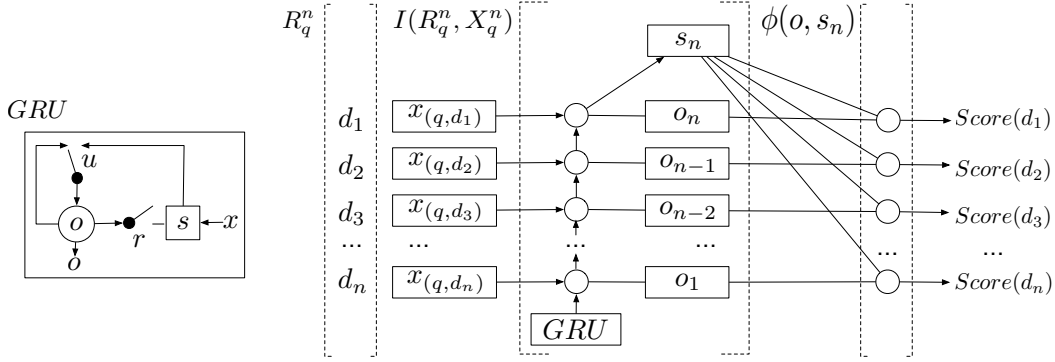 R_q^n I(R_q^n, X_q^n) ϕ(o, s_n)
s_n
GRU
d_1 x_(q,d_1) o_n Score(d_1)
u
d_2 x_(q,d_2) o_{n-1} Score(d_2)
d_3 x_(q,d_3) o_{n-2} Score(d_3)
o r s x
... ... ... ... ... ...
o
d_n x_(q,d_n) o_1 Score(d_n)
GRU